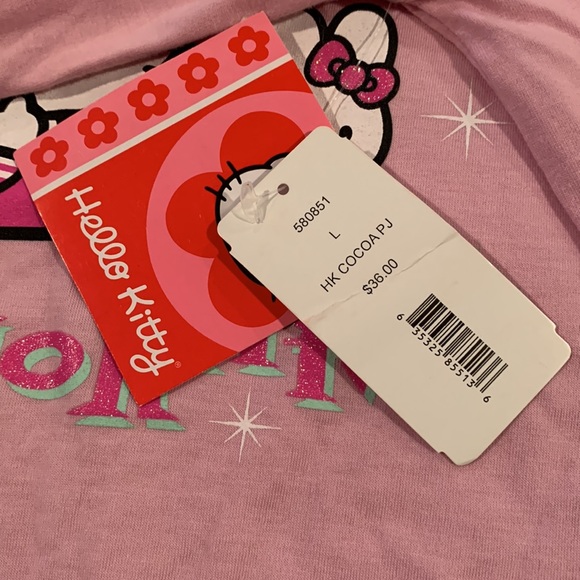 Hello Kitty®
580851
L
HK COCOA PJ
$36.00
6 35325 85513 6